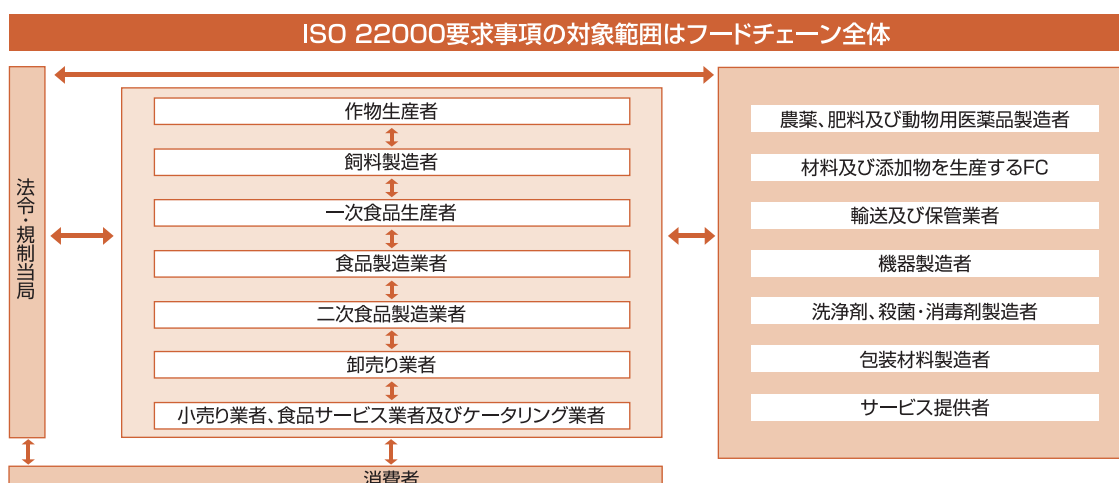 ISO 22000要求事項の対象範囲はフードチェーン全体
法令・規制当局
作物生産者
飼料製造者
一次食品生産者
食品製造業者
二次食品製造業者
卸売り業者
小売り業者、食品サービス業者及びケータリング業者
農薬、肥料及び動物用医薬品製造者
材料及び添加物を生産するFC
輸送及び保管業者
機器製造者
洗浄剤、殺菌・消毒剤製造者
包装材料製造者
サービス提供者
消費者